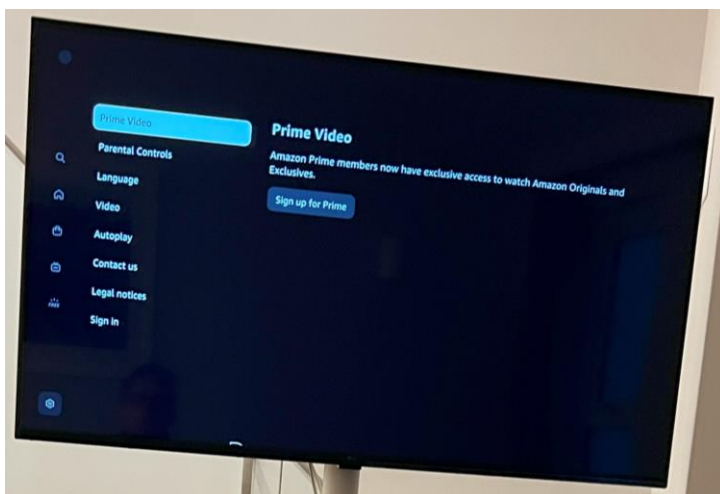 Prime Video
Parental Controls
Language
Video
Autoplay
Contact us
Legal notices
Sign in
Prime Video
Amazon Prime members now have exclusive access to watch Amazon Originals and
Exclusives.
Sign up for Prime